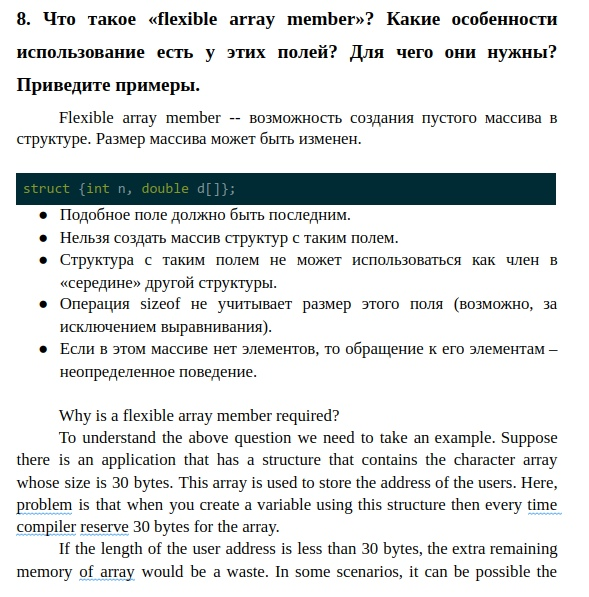 8. Что такое «flexible array member»? Какие особенности
использование есть у этих полей? Для чего они нужны?
Приведите примеры.
Flexible array member -- возможность создания пустого массива в
структуре. Размер массива может быть изменен.
struct {int n, double d[]};
● Подобное поле должно быть последним.
● Нельзя создать массив структур с таким полем.
● Структура с таким полем не может использоваться как член в
«середине» другой структуры.
● Операция sizeof не учитывает размер этого поля (возможно, за
исключением выравнивания).
● Если в этом массиве нет элементов, то обращение к его элементам –
неопределенное поведение.
Why is a flexible array member required?
To understand the above question we need to take an example. Suppose
there is an application that has a structure that contains the character array
whose size is 30 bytes. This array is used to store the address of the users. Here,
problem is that when you create a variable using this structure then every time
compiler reserve 30 bytes for the array.
If the length of the user address is less than 30 bytes, the extra remaining
memory of array would be a waste. In some scenarios, it can be possible the